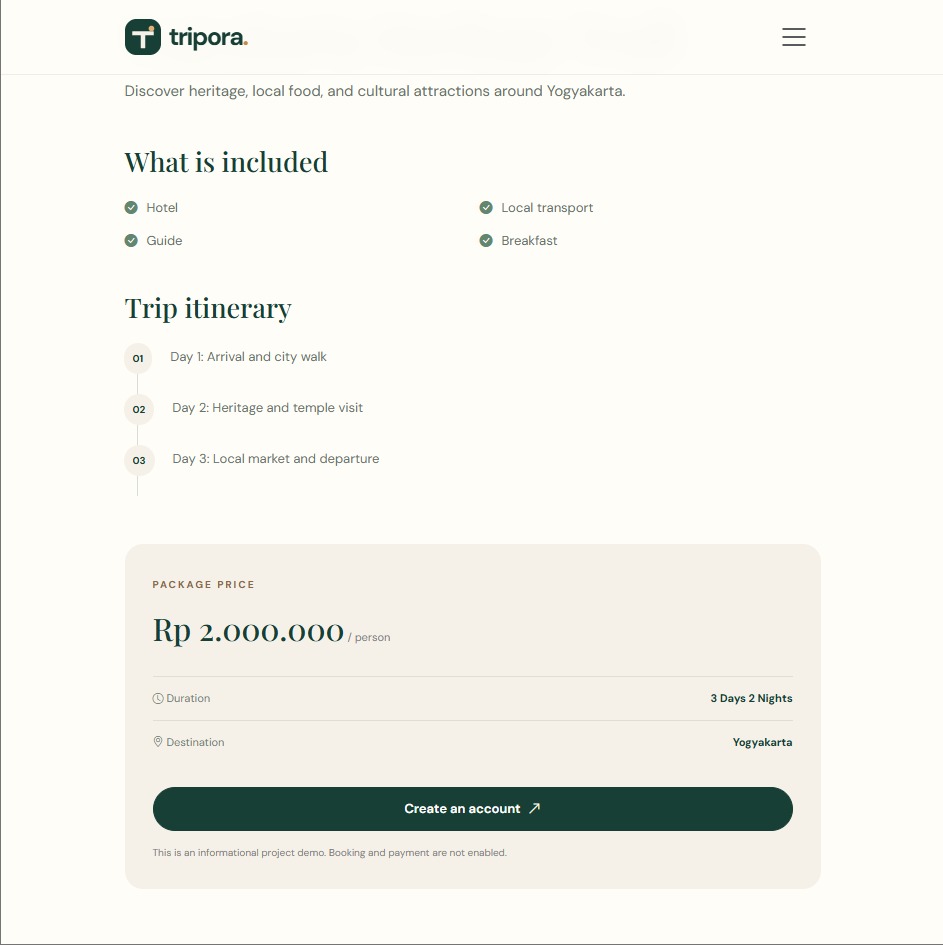 tripora.
Discover heritage, local food, and cultural attractions around Yogyakarta.
What is included
Hotel
Local transport
Guide
Breakfast
Trip itinerary
01 Day 1: Arrival and city walk
02 Day 2: Heritage and temple visit
03 Day 3: Local market and departure
PACKAGE PRICE
Rp 2.000.000 / person
Duration 3 Days 2 Nights
Destination Yogyakarta
Create an account ↗
This is an informational project demo. Booking and payment are not enabled.